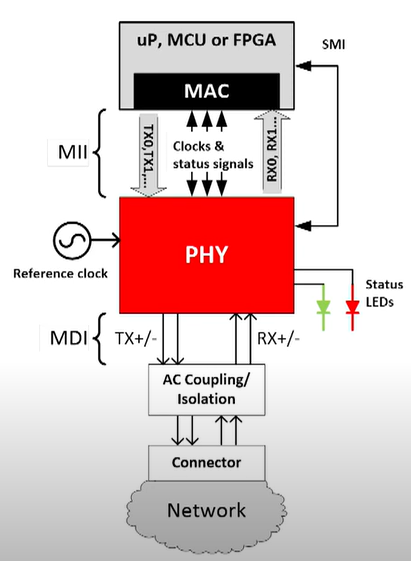 uP, MCU or FPGA
SMI
MAC
MII
TX0,TX1,...
Clocks &
status signals
RX0, RX1...
PHY
Reference clock
Status
LEDs
MDI
TX+/-
RX+/-
AC Coupling/
Isolation
Connector
Network